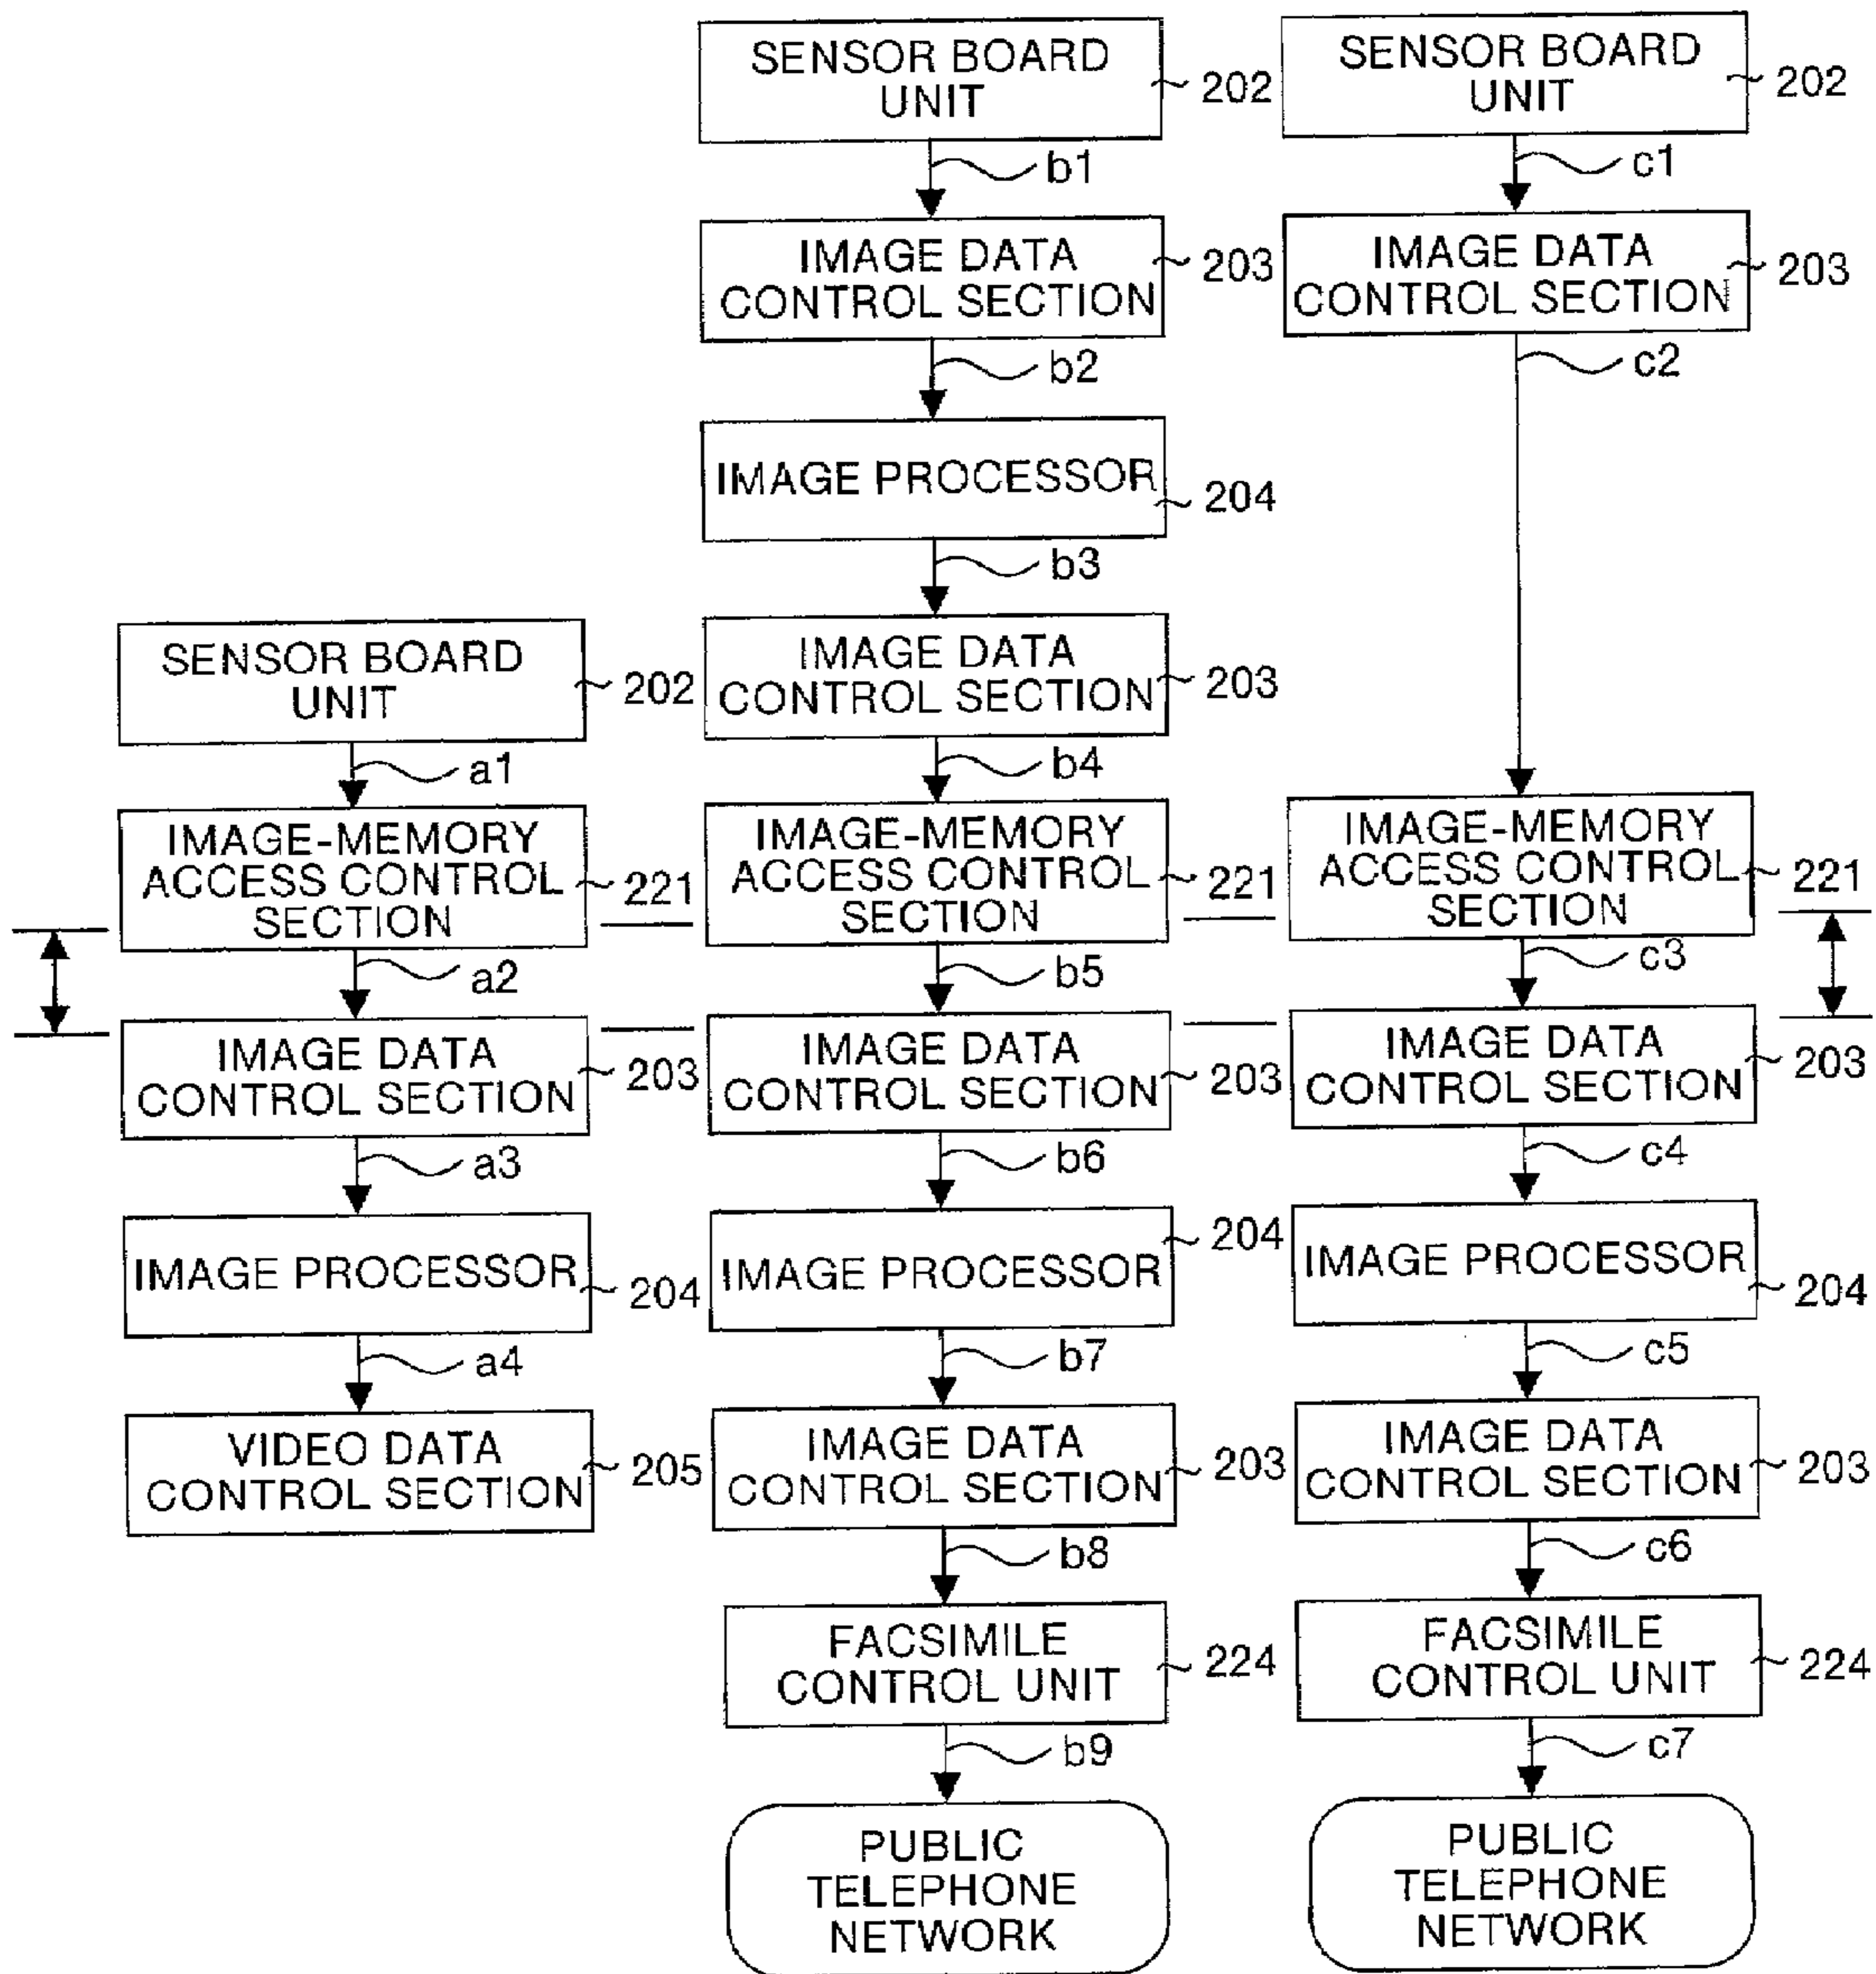 SENSOR BOARD
UNIT
202
b1
IMAGE DATA
CONTROL SECTION
203
b2
IMAGE PROCESSOR
204
b3
IMAGE DATA
CONTROL SECTION
203
b4
IMAGE-MEMORY
ACCESS CONTROL
SECTION
221
b5
IMAGE DATA
CONTROL SECTION
203
b6
IMAGE PROCESSOR
204
b7
IMAGE DATA
CONTROL SECTION
203
b8
FACSIMILE
CONTROL UNIT
224
b9
PUBLIC
TELEPHONE
NETWORK
SENSOR BOARD
UNIT
202
c1
IMAGE DATA
CONTROL SECTION
203
c2
IMAGE-MEMORY
ACCESS CONTROL
SECTION
221
c3
IMAGE DATA
CONTROL SECTION
203
c4
IMAGE PROCESSOR
204
c5
IMAGE DATA
CONTROL SECTION
203
c6
FACSIMILE
CONTROL UNIT
224
c7
PUBLIC
TELEPHONE
NETWORK
SENSOR BOARD
UNIT
202
a1
IMAGE-MEMORY
ACCESS CONTROL
SECTION
221
a2
IMAGE DATA
CONTROL SECTION
203
a3
IMAGE PROCESSOR
204
a4
VIDEO DATA
CONTROL SECTION
205